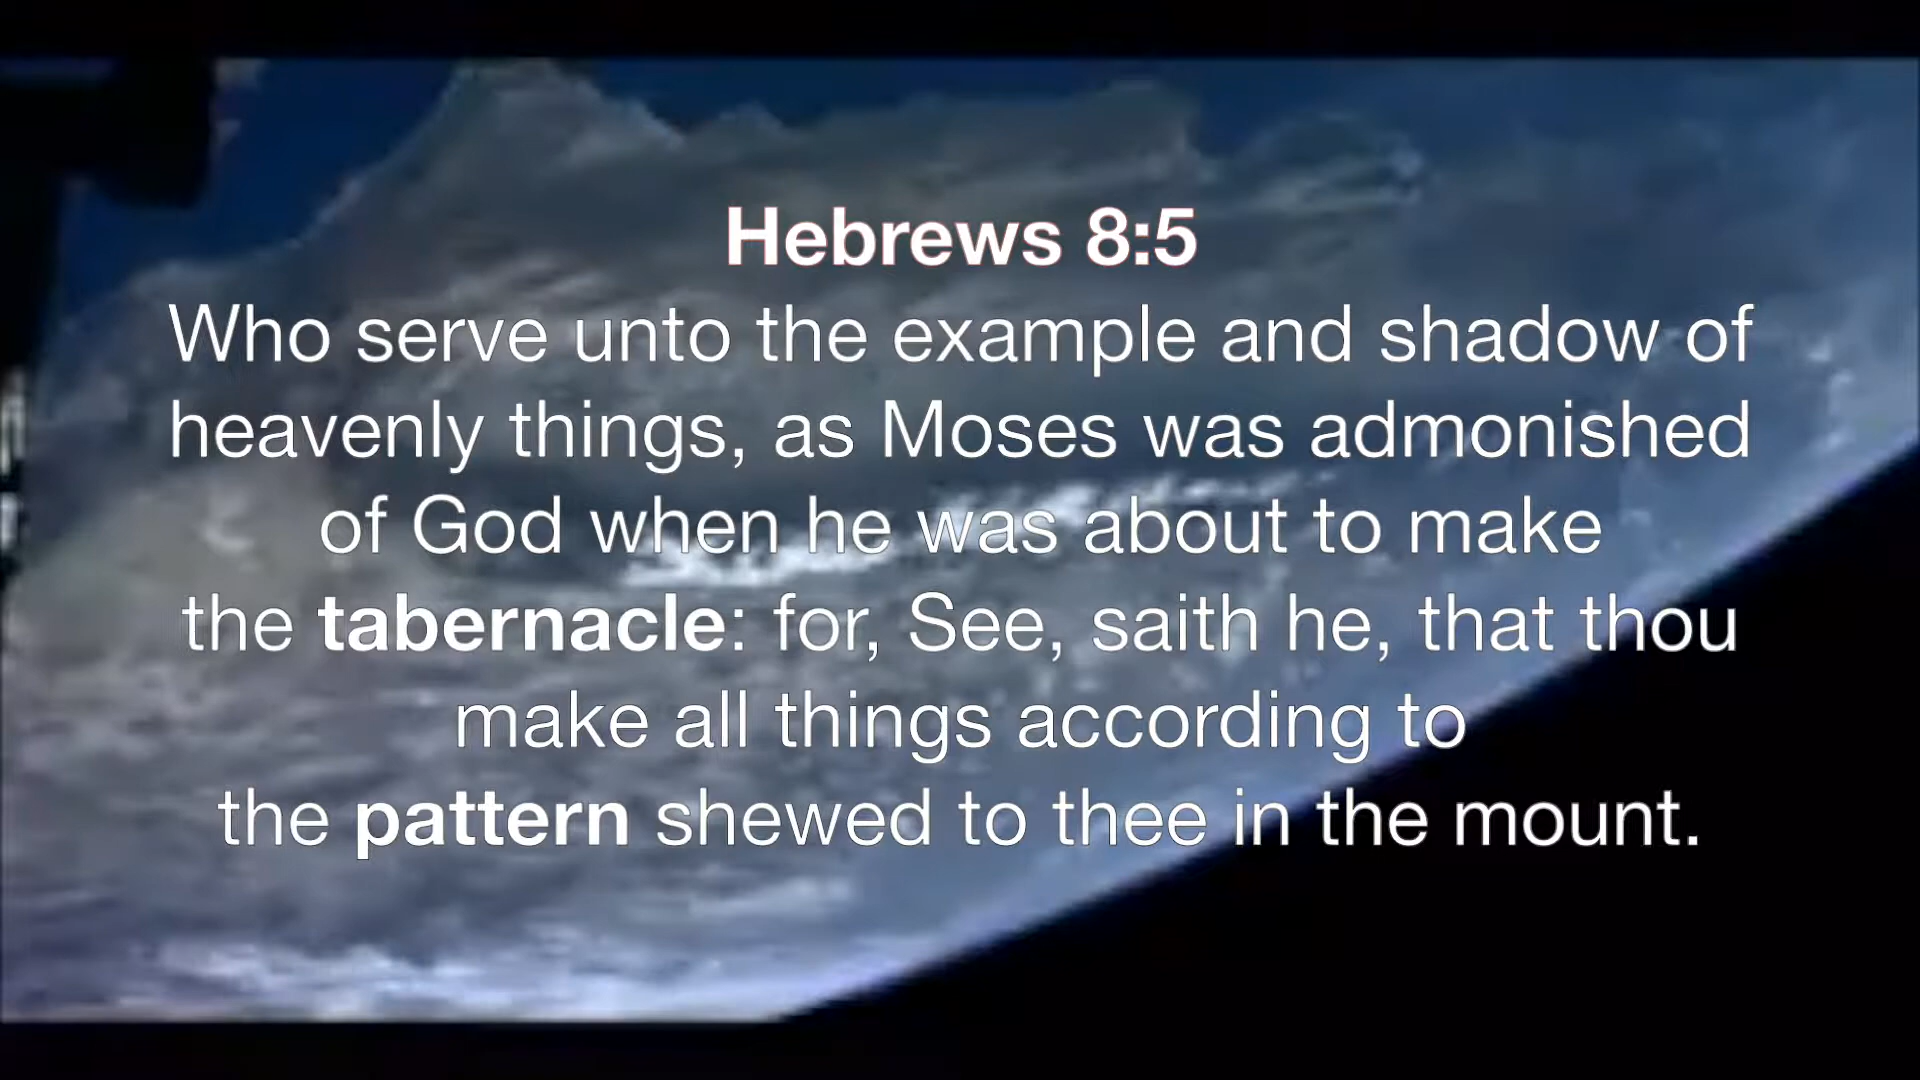 Hebrews 8:5
Who serve unto the example and shadow of
heavenly things, as Moses was admonished
of God when he was about to make
the tabernacle: for, See, saith he, that thou
make all things according to
the pattern shewed to thee in the mount.